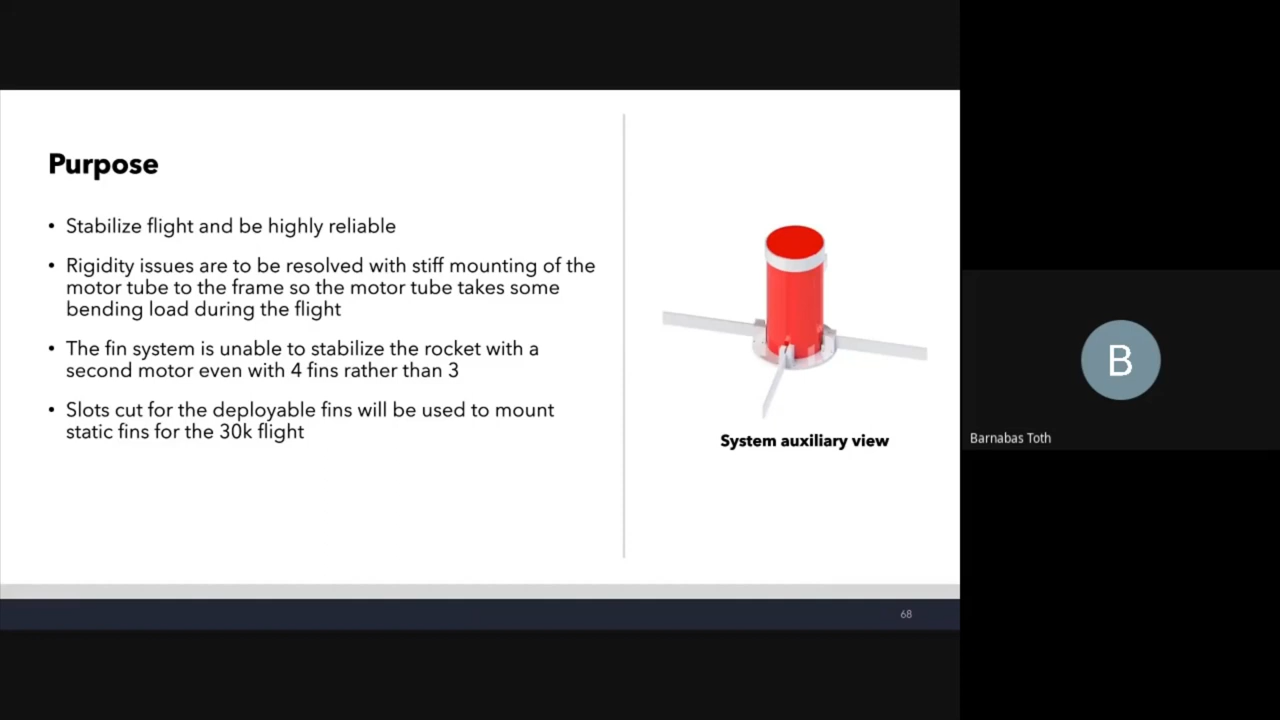 Purpose
• Stabilize flight and be highly reliable
• Rigidity issues are to be resolved with stiff mounting of the
motor tube to the frame so the motor tube takes some
bending load during the flight
• The fin system is unable to stabilize the rocket with a
second motor even with 4 fins rather than 3
• Slots cut for the deployable fins will be used to mount
static fins for the 30k flight
System auxiliary view
68
B
Barnabas Toth